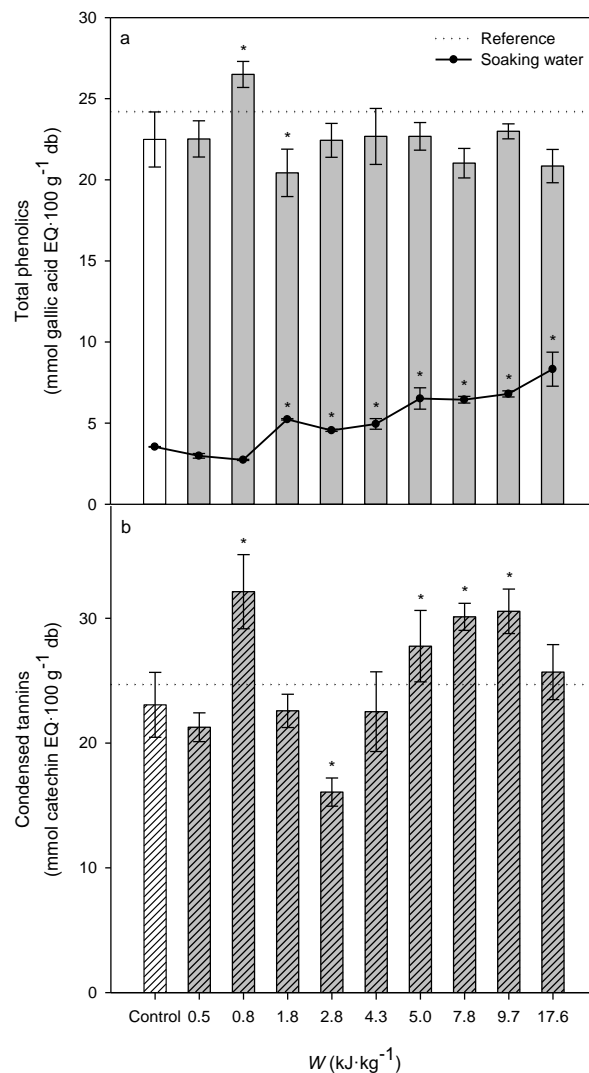 a
Reference
Soaking water
30
25
20
15
10
5
0
Total phenolics
(mmol gallic acid EQ·100 g-1 db)
*
*
*
*
*
*
*
*
*
b
30
20
10
0
Condensed tannins
(mmol catechin EQ·100 g-1 db)
*
*
*
*
*
Control 0.5 0.8 1.8 2.8 4.3 5.0 7.8 9.7 17.6
W (kJ·kg-1)